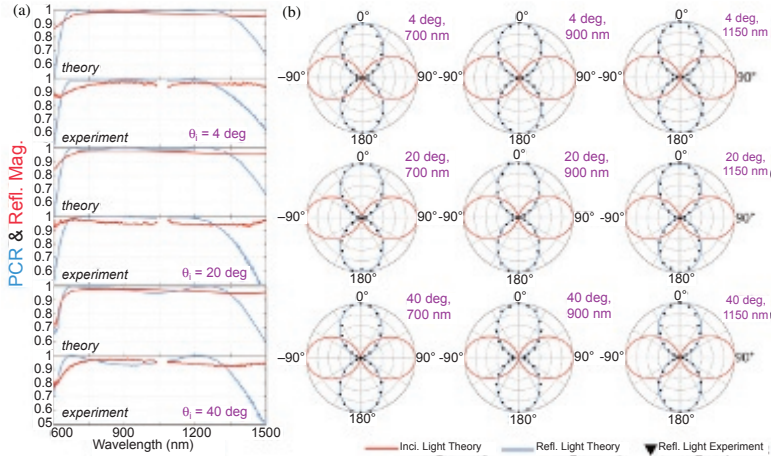 (a)
1
0.9
0.8
0.7
0.6
theory
1
0.9
0.8
0.7
0.6
experiment θi = 4 deg
1
0.9
0.8
0.7
0.6
theory
1
0.9
0.8
0.7
0.6
experiment θi = 20 deg
1
0.9
0.8
0.7
0.6
theory
1
0.9
0.8
0.7
0.6
05
experiment θi = 40 deg
600 900 1200 1500
Wavelength (nm)
PCR & Refl. Mag.
(b)
0° 4 deg, 700 nm
−90° 90°
180°
0° 4 deg, 900 nm
-90° 90°
180°
0° 4 deg, 1150 nm
-90° 90°
180°
0° 20 deg, 700 nm
−90° 90°
180°
0° 20 deg, 900 nm
-90° 90°
180°
0° 20 deg, 1150 nm
-90° 90°
180°
0° 40 deg, 700 nm
−90° 90°
180°
0° 40 deg, 900 nm
-90° 90°
180°
0° 40 deg, 1150 nm
-90° 90°
180°
Inci. Light Theory Refl. Light Theory Refl. Light Experiment